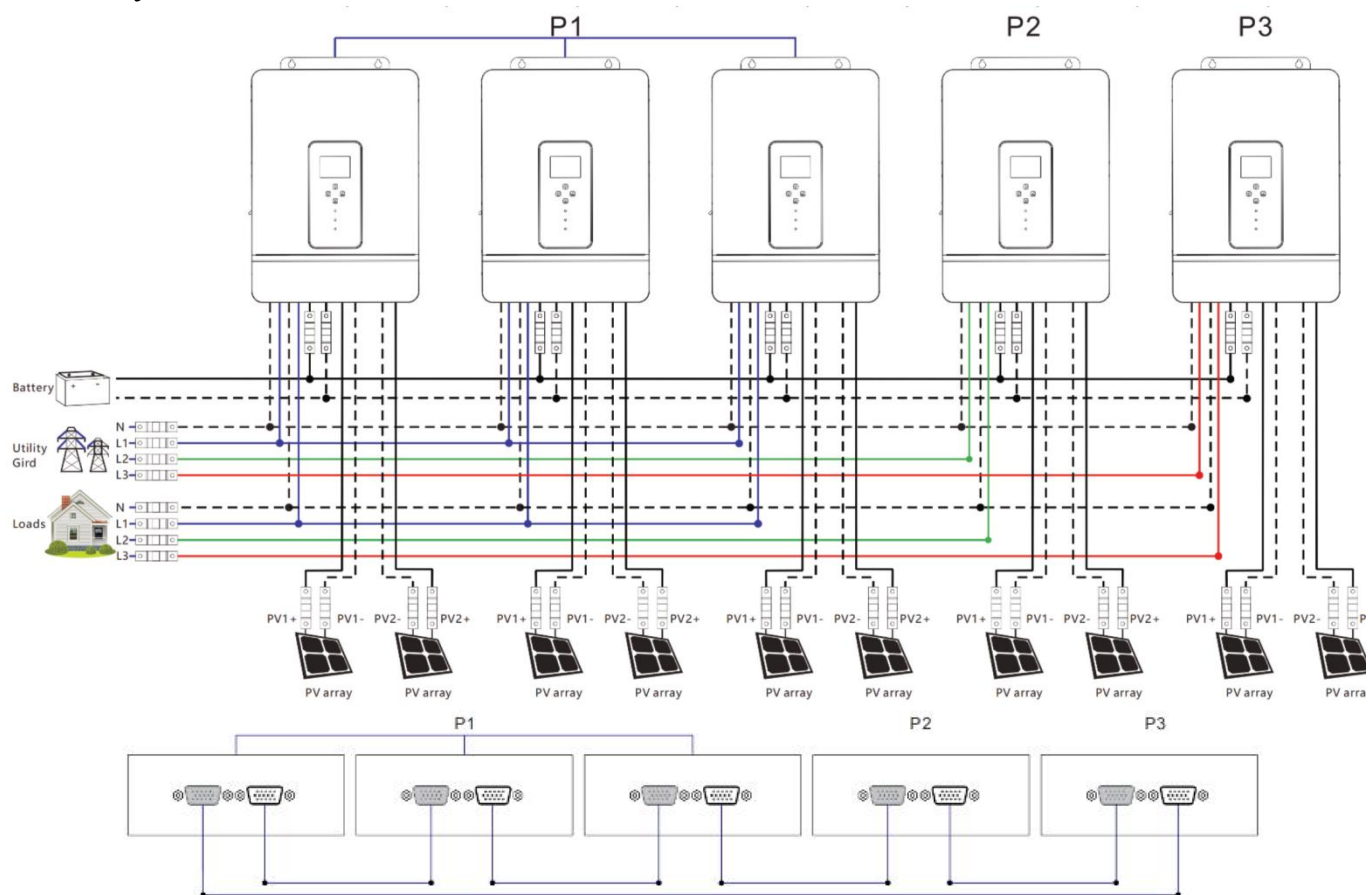 P1 P2 P3
Battery
N
L1
Utility L2
Gird L3
N
Loads L1
L2
L3
PV1+ PV1- PV2- PV2+ PV1+ PV1- PV2- PV2+ PV1+ PV1- PV2- PV2+ PV1+ PV1- PV2- PV2+ PV1+ PV1- PV2-
PV array PV array PV array PV array PV array PV array PV array PV array PV array PV arra
P1 P2 P3